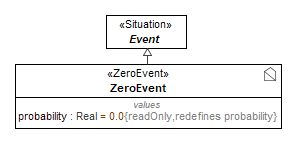 «Situation»
Event
«ZeroEvent»
ZeroEvent
values
probability : Real = 0.0{readOnly,redefines probability}